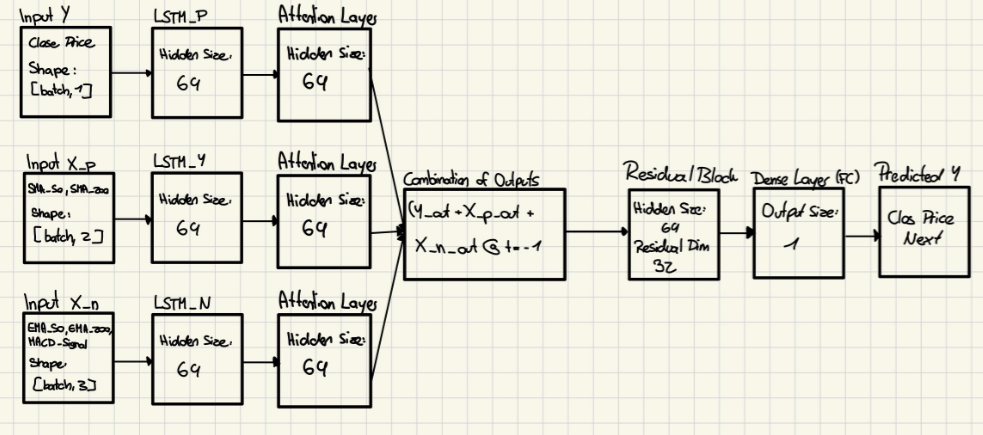 Input Y
Close Price
Shape:
[batch, 1]
LSTM_P
Hidden Size:
64
Attention Layer
Hidden Size:
64
Input X_p
SMA_50, SMA_200
Shape:
[batch, 2]
LSTM_Y
Hidden Size:
64
Attention Layer
Hidden Size:
64
Input X_n
EMA_50, EMA_200,
MACD_Signal
Shape:
[batch, 3]
LSTM_N
Hidden Size:
64
Attention Layer
Hidden Size:
64
Combination of Outputs
(Y_out + X_p_out +
X_n_out @ t=-1
Residual Block
Hidden Size:
64
Residual Dim
32
Dense Layer (FC)
Output Size:
1
Predicted Y
Clos Price
Next